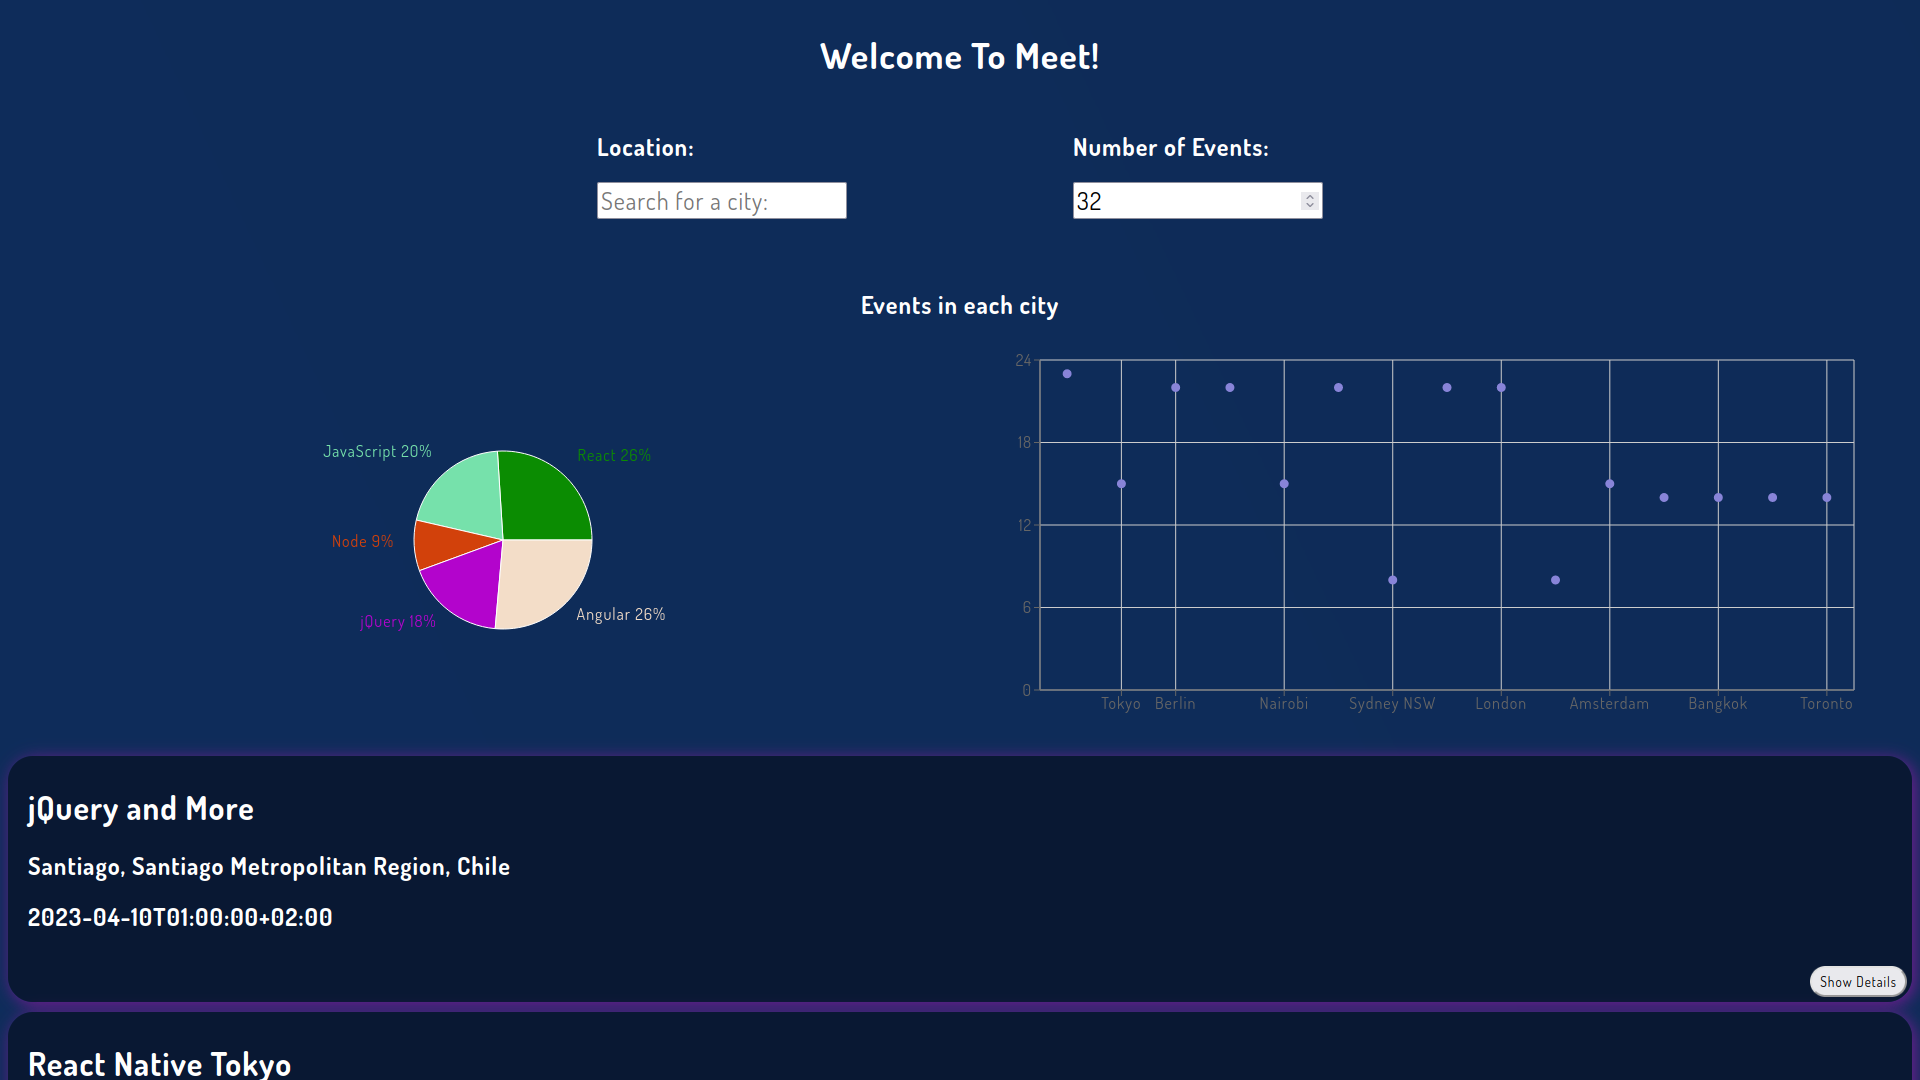 Welcome To Meet!
Location:
Search for a city:
Number of Events:
32
Events in each city
JavaScript 20%
React 26%
Node 9%
jQuery 18%
Angular 26%
24
18
12
6
0
Tokyo Berlin Nairobi Sydney NSW London Amsterdam Bangkok Toronto
jQuery and More
Santiago, Santiago Metropolitan Region, Chile
2023-04-10T01:00:00+02:00
Show Details
React Native Tokyo